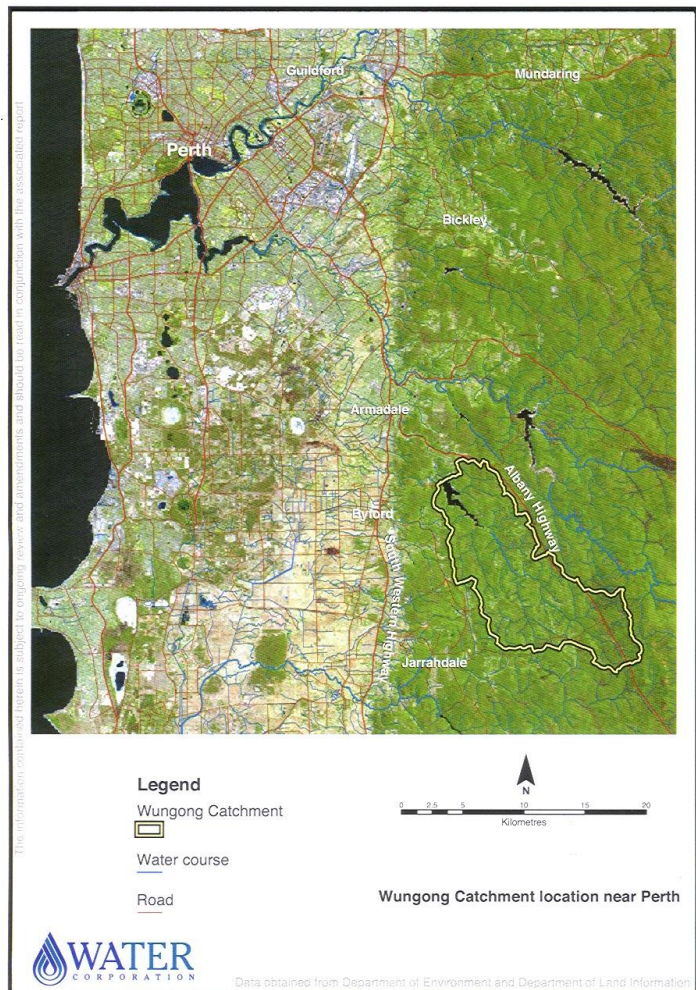 The information contained herein is subject to ongoing review and amendments and should be read in conjunction with the associated report
Guildford
Mundaring
Perth
Bickley
Armadale
Albany Highway
Byford
South Western Highway
Jarrahdale
Legend
Wungong Catchment
Water course
Road
N
0 2.5 5 10 15 20
Kilometres
Wungong Catchment location near Perth
WATER
CORPORATION
Data obtained from Department of Environment and Department of Land Information